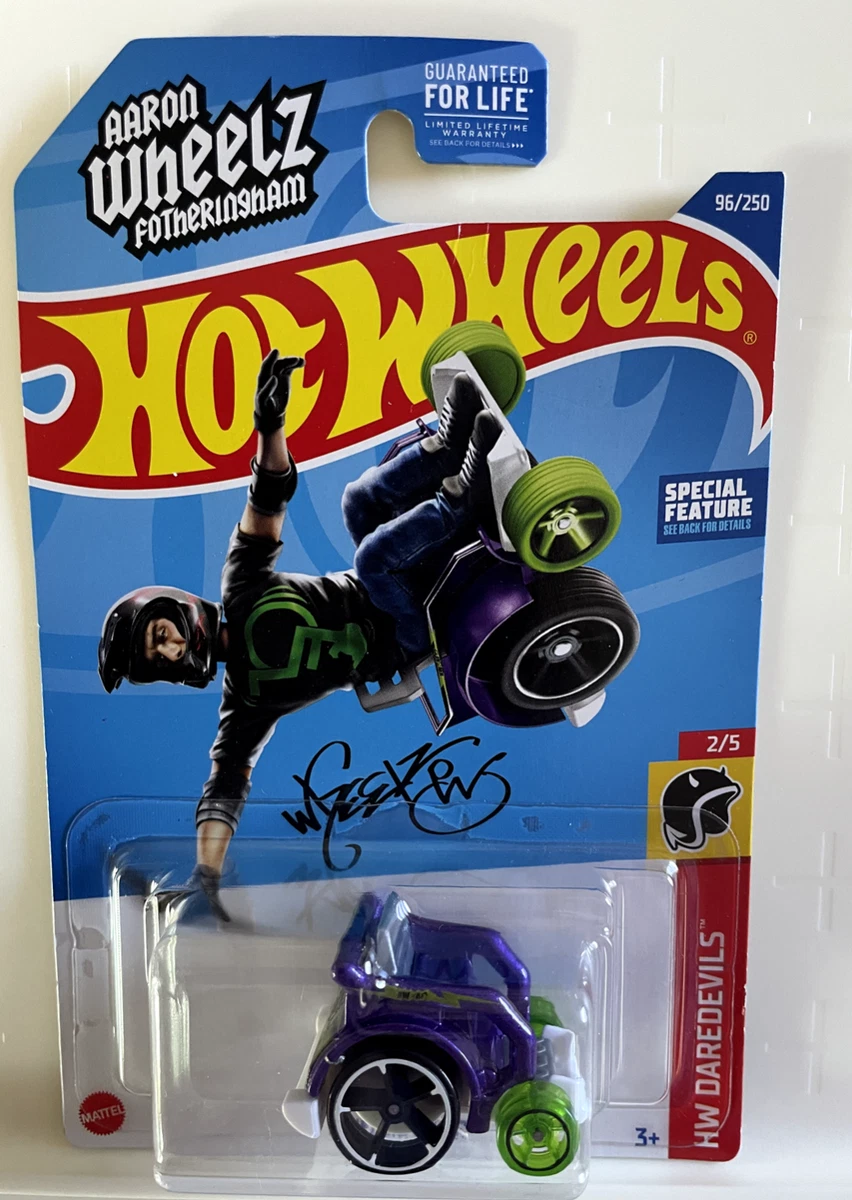 AARON
WHEELZ
FOTHERINGHAM
GUARANTEED
FOR LIFE*
LIMITED LIFETIME
WARRANTY
SEE BACK FOR DETAILS
96/250
HOT WHEELS®
SPECIAL
FEATURE
SEE BACK FOR DETAILS
2/5
HW DAREDEVILS™
MATTEL
3+